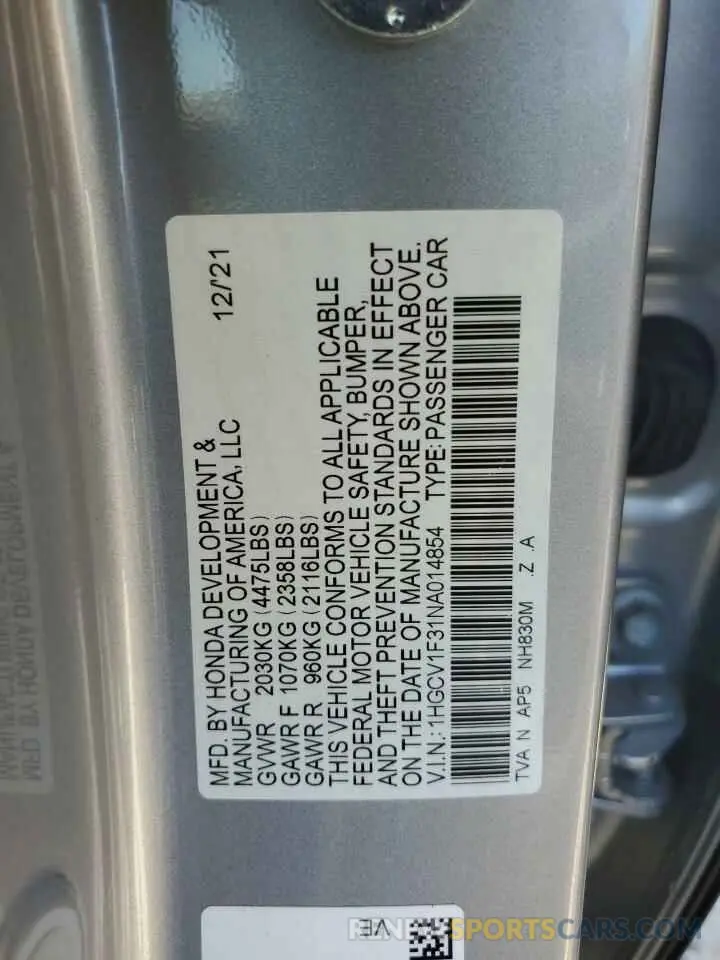 MFD. BY HONDA DEVELOPMENT &
MANUFACTURING OF AMERICA, LLC 12/'21
GVWR 2030KG (4475LBS)
GAWR F 1070KG (2358LBS)
GAWR R 960KG (2116LBS)
THIS VEHICLE CONFORMS TO ALL APPLICABLE
FEDERAL MOTOR VEHICLE SAFETY, BUMPER,
AND THEFT PREVENTION STANDARDS IN EFFECT
ON THE DATE OF MANUFACTURE SHOWN ABOVE.
V.I.N.: 1HGCV1F31NA014854 TYPE: PASSENGER CAR
TVA N AP5 NH830M .Z .A
REMOVESPORTSCARS.COM